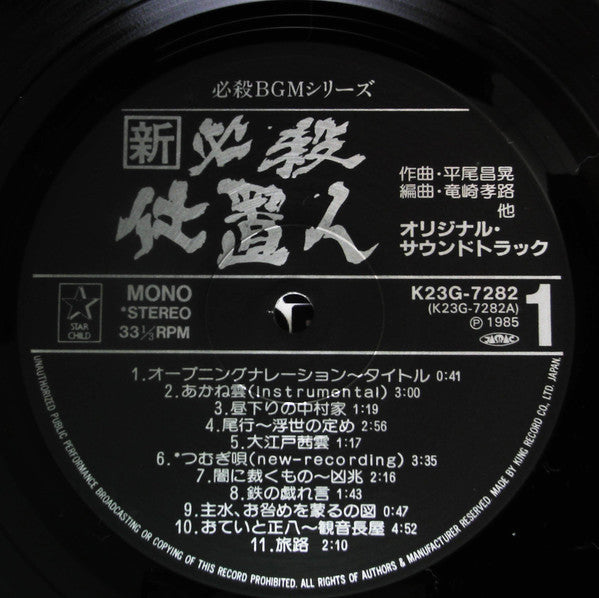 必殺BGMシリーズ
新必殺
仕置人
作曲・平尾昌晃
編曲・竜崎孝路
他
オリジナル・
サウンドトラック
STAR
CHILD
MONO
*STEREO
33⅓RPM
K23G-7282
(K23G-7282A)
Ⓟ1985
JASRAC
1
1.オープニングナレーション〜タイトル 0:41
2.あかね雲(instrumental) 3:00
3.昼下りの中村家 1:19
4.尾行〜浮世の定め 2:56
5.大江戸茜雲 1:17
6.*つむぎ唄(new-recording) 3:35
7.闇に裁くもの〜凶兆 2:16
8.鉄の戯れ言 1:43
9.主水、お咎めを蒙るの図 0:47
10.おていと正八〜観音長屋 4:52
11.旅路 2:10
UNAUTHORIZED PUBLIC PERFORMANCE BROADCASTING OR COPYING OF THIS RECORD PROHIBITED. ALL RIGHTS OF AUTHORS & MANUFACTURER RESERVED. MADE BY KING RECORD CO., LTD. JAPAN.